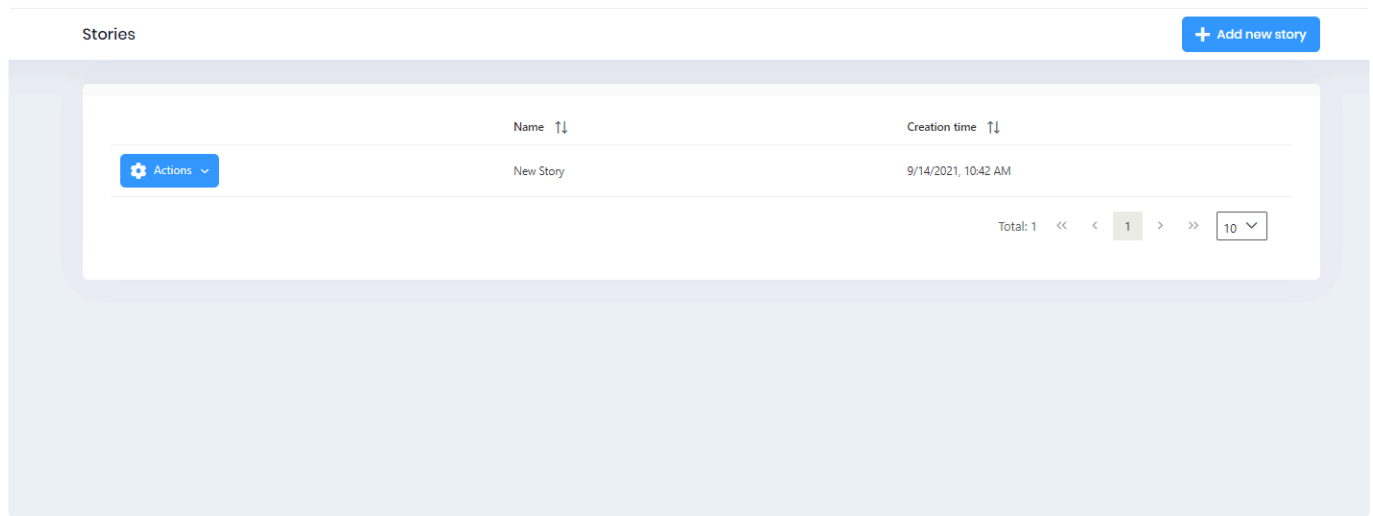 Stories
Add new story
Name
Creation time
Actions
New Story
9/14/2021, 10:42 AM
Total: 1 << < 1 > >> 10